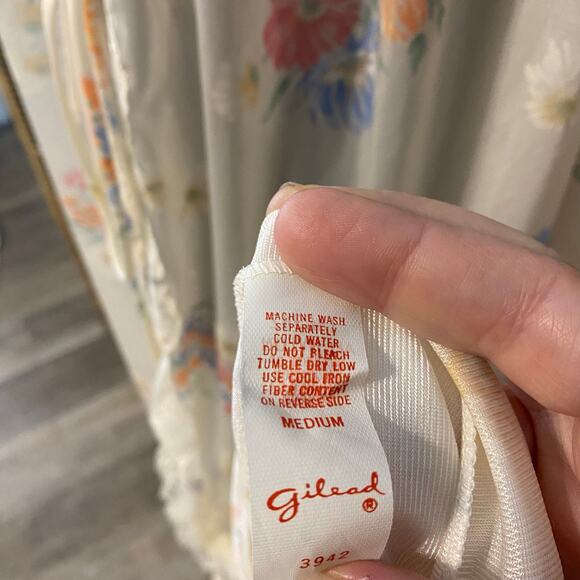 MACHINE WASH
SEPARATELY
COLD WATER
DO NOT BLEACH
TUMBLE DRY LOW
USE COOL IRON
FIBER CONTENT
ON REVERSE SIDE
MEDIUM
gilead ®
3942